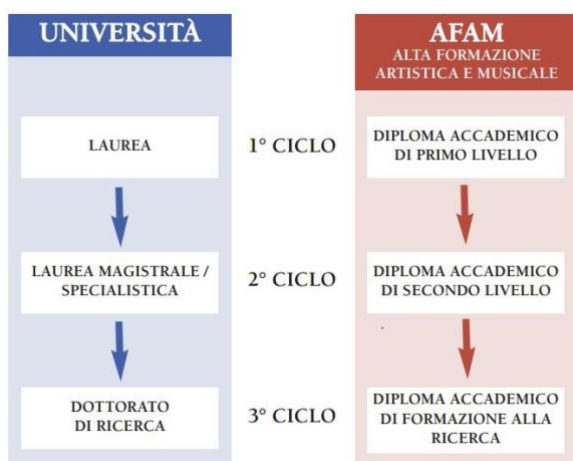 UNIVERSITÀ
AFAM
ALTA FORMAZIONE
ARTISTICA E MUSICALE
LAUREA
1° CICLO
DIPLOMA ACCADEMICO
DI PRIMO LIVELLO
LAUREA MAGISTRALE /
SPECIALISTICA
2° CICLO
DIPLOMA ACCADEMICO
DI SECONDO LIVELLO
DOTTORATO
DI RICERCA
3° CICLO
DIPLOMA ACCADEMICO
DI FORMAZIONE ALLA
RICERCA